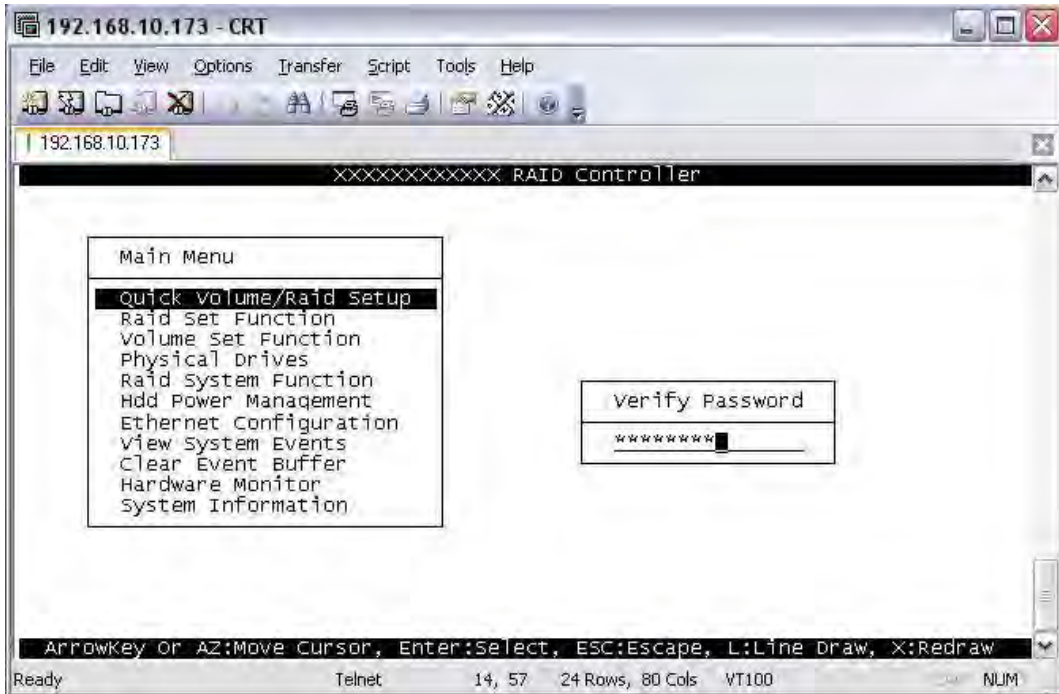 192.168.10.173 - CRT
File Edit View Options Transfer Script Tools Help
192.168.10.173
XXXXXXXXXXXX RAID Controller
Main Menu
Quick Volume/Raid Setup
Raid Set Function
Volume Set Function
Physical Drives
Raid System Function
Hdd Power Management
Ethernet Configuration
View System Events
Clear Event Buffer
Hardware Monitor
System Information
Verify Password
********
ArrowKey Or AZ:Move Cursor, Enter:Select, ESC:Escape, L:Line Draw, X:Redraw
Ready Telnet 14, 57 24 Rows, 80 Cols VT100 NUM